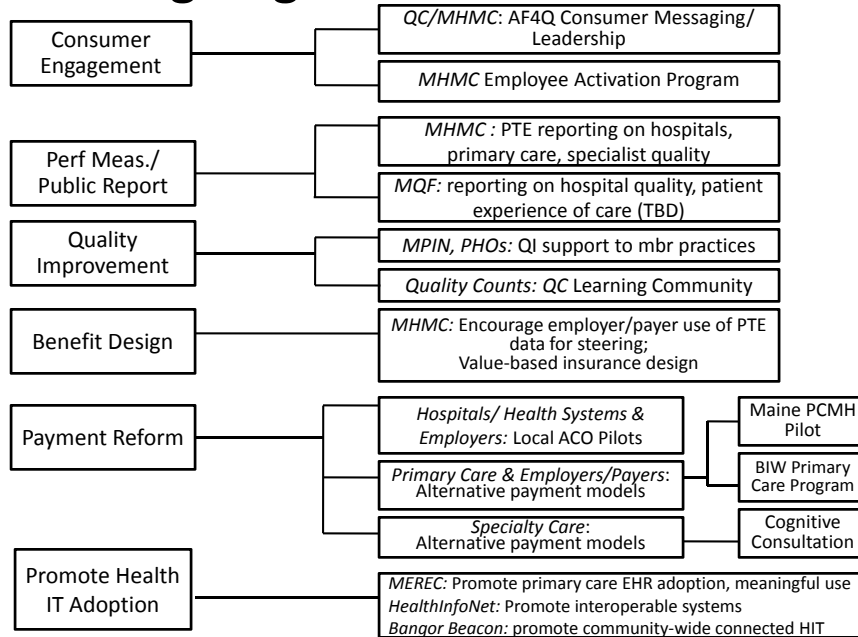 Consumer
Engagement
QC/MHMC: AF4Q Consumer Messaging/
Leadership
MHMC Employee Activation Program
Perf Meas./
Public Report
MHMC : PTE reporting on hospitals,
primary care, specialist quality
MQF: reporting on hospital quality, patient
experience of care (TBD)
Quality
Improvement
MPIN, PHOs: QI support to mbr practices
Quality Counts: QC Learning Community
Benefit Design
MHMC: Encourage employer/payer use of PTE
data for steering;
Value-based insurance design
Payment Reform
Hospitals/ Health Systems &
Employers: Local ACO Pilots
Primary Care & Employers/Payers:
Alternative payment models
Maine PCMH
Pilot
BIW Primary
Care Program
Specialty Care:
Alternative payment models
Cognitive
Consultation
Promote Health
IT Adoption
MEREC: Promote primary care EHR adoption, meaningful use
HealthInfoNet: Promote interoperable systems
Bangor Beacon: promote community-wide connected HIT